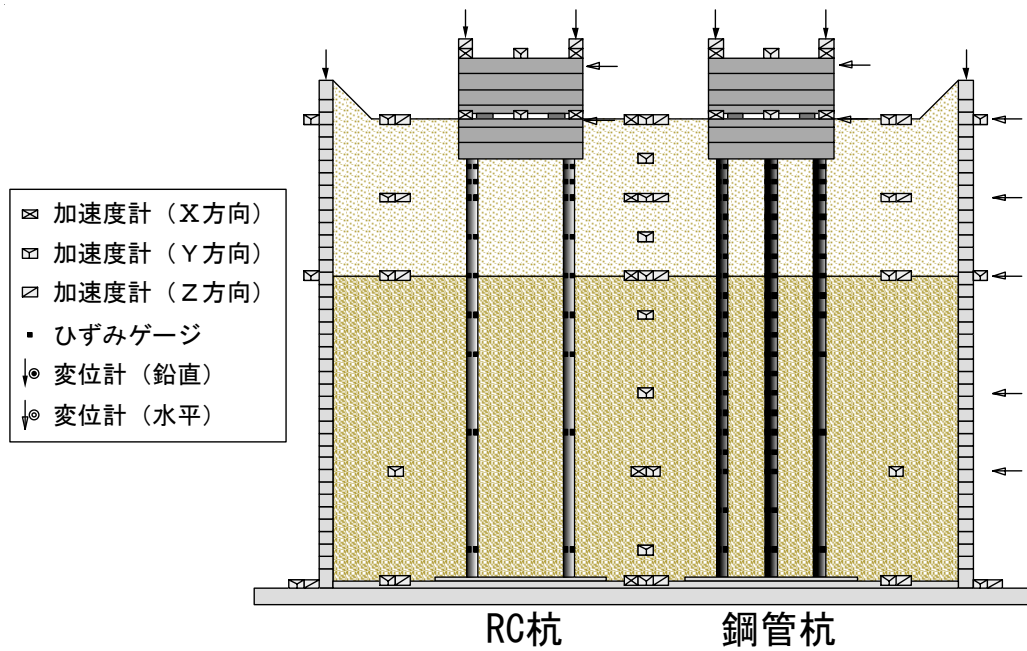 加速度計（Ｘ方向）
加速度計（Ｙ方向）
加速度計（Ｚ方向）
ひずみゲージ
変位計（鉛直）
変位計（水平）
RC杭
鋼管杭